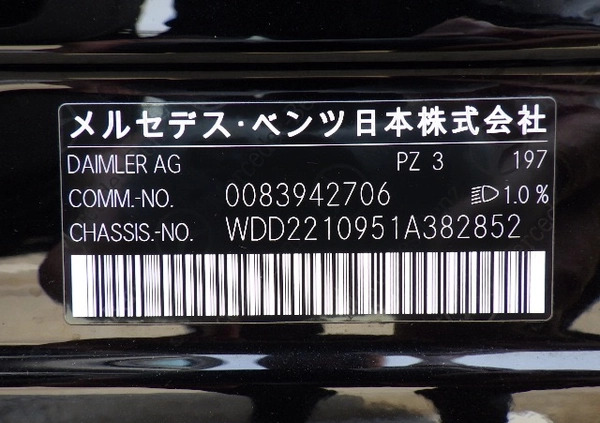 メルセデス・ベンツ日本株式会社
DAIMLER AG PZ 3 197
COMM.-NO. 0083942706 1.0 %
CHASSIS.-NO. WDD2210951A382852